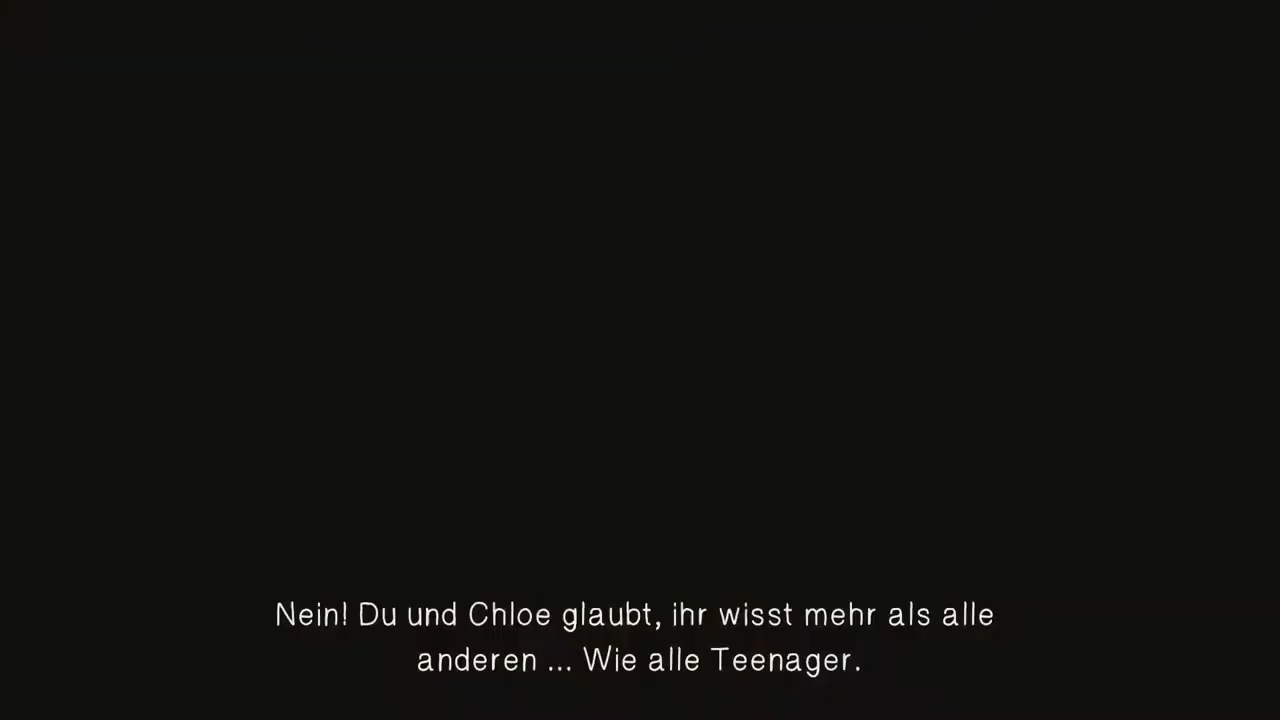 Nein! Du und Chloe glaubt, ihr wisst mehr als alle
anderen ... Wie alle Teenager.